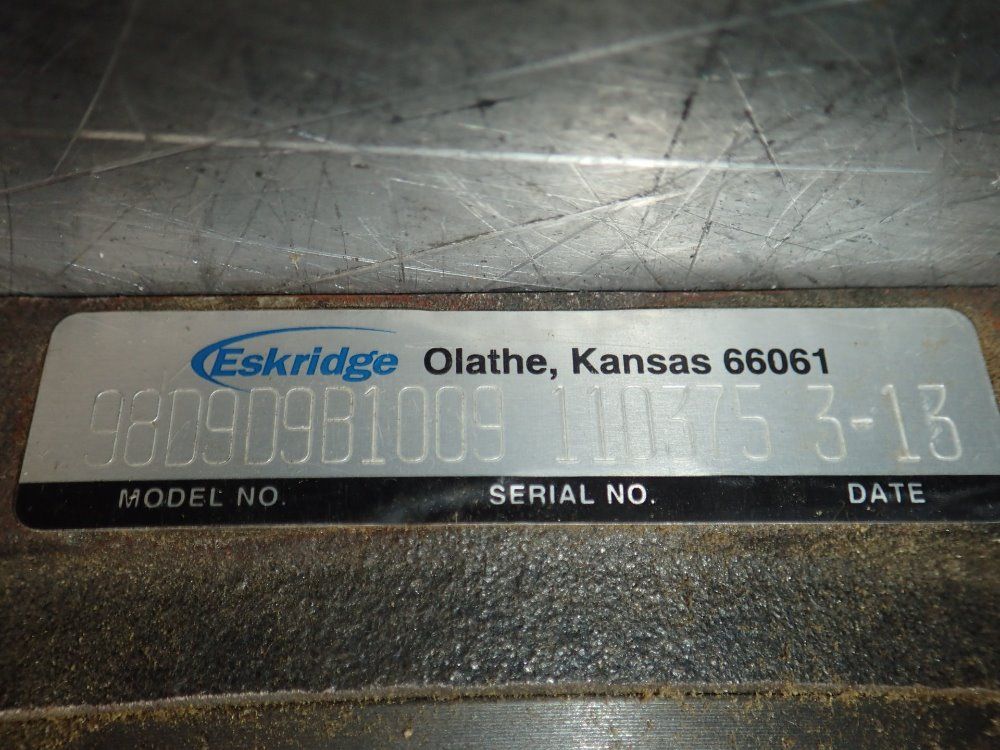 Eskridge Olathe, Kansas 66061
98D9D9B1009 110375 3-13
MODEL NO. SERIAL NO. DATE